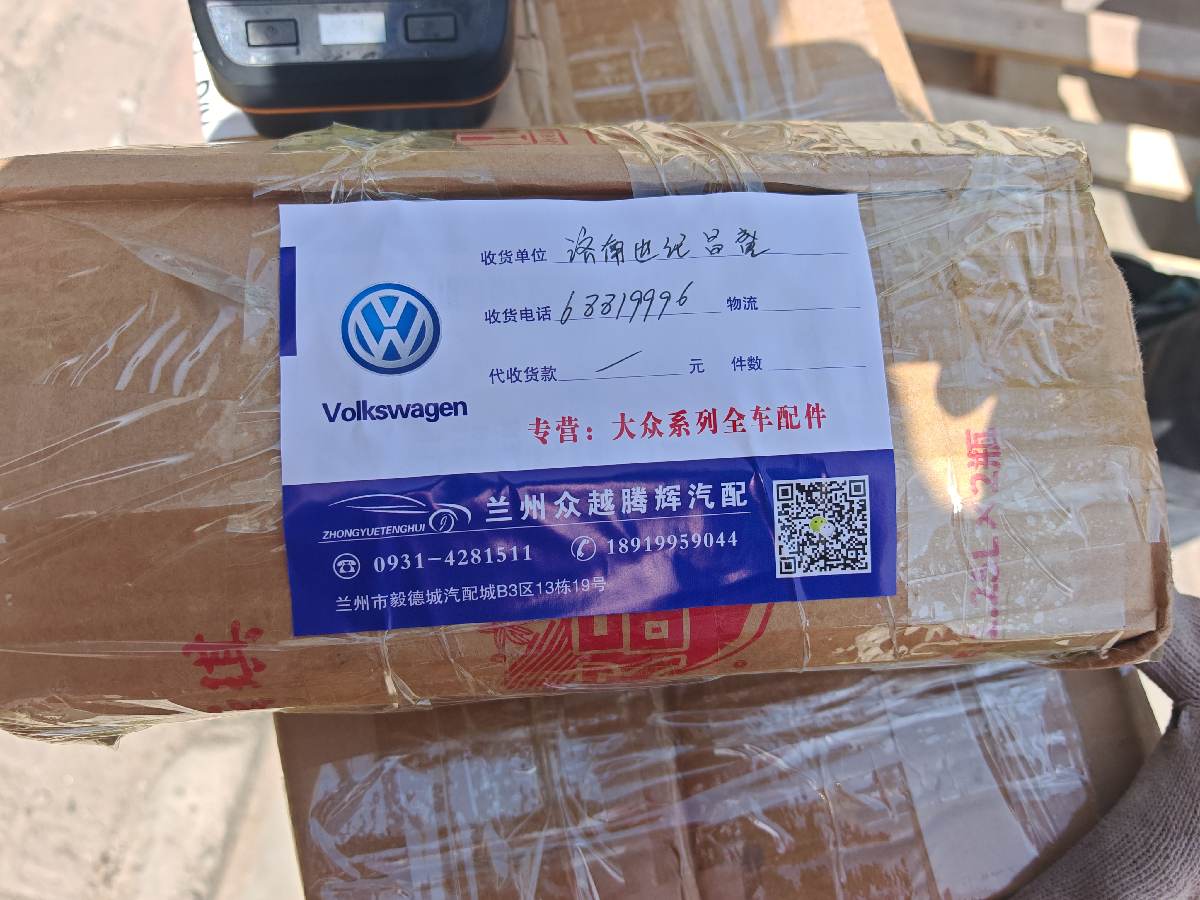 收货单位 洛南世纪昌
收货电话 68819996 物流
代收货款 元 件数
Volkswagen
专营：大众系列全车配件
ZHONGYUETENGHUI
兰州众越腾辉汽配
0931-4281511 18919959044
兰州市毅德城汽配城B3区13栋19号